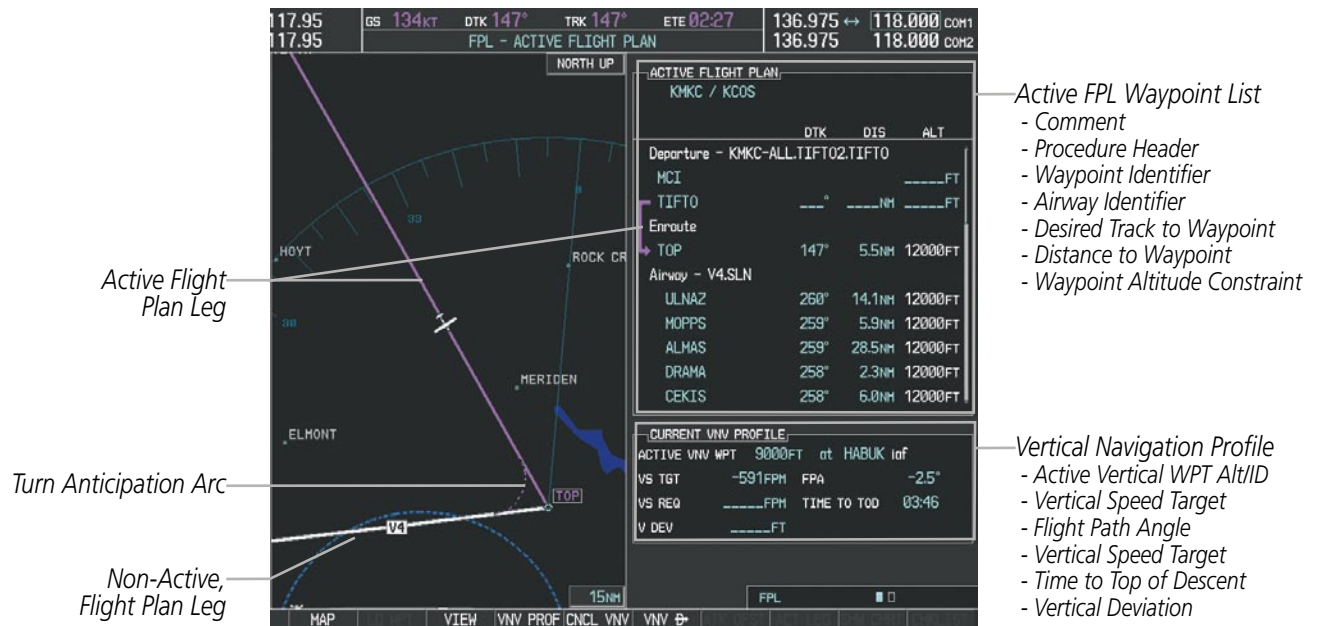 117.95 GS 134KT DTK 147° TRK 147° ETE 02:27 136.975 ↔ 118.000 COM1
117.95 FPL - ACTIVE FLIGHT PLAN 136.975 118.000 COM2
NORTH UP
33
30
HOYT
ROCK CR
MERIDEN
ELMONT
TOP
V4
15NM
ACTIVE FLIGHT PLAN
KMKC / KCOS
DTK DIS ALT
Departure - KMKC-ALL.TIFTO2.TIFTO
MCI _____FT
TIFTO ___° ____NM _____FT
Enroute
TOP 147° 5.5NM 12000FT
Airway - V4.SLN
ULNAZ 260° 14.1NM 12000FT
MOPPS 259° 5.9NM 12000FT
ALMAS 259° 28.5NM 12000FT
DRAMA 258° 2.3NM 12000FT
CEKIS 258° 6.0NM 12000FT
CURRENT VNV PROFILE
ACTIVE VNV WPT 9000FT at HABUK iaf
VS TGT -591FPM FPA -2.5°
VS REQ _____FPM TIME TO TOD 03:46
V DEV _____FT
FPL
MAP VIEW VNV PROF CNCL VNV VNV D→
Active Flight
Plan Leg
Turn Anticipation Arc
Non-Active,
Flight Plan Leg
Active FPL Waypoint List
- Comment
- Procedure Header
- Waypoint Identifier
- Airway Identifier
- Desired Track to Waypoint
- Distance to Waypoint
- Waypoint Altitude Constraint
Vertical Navigation Profile
- Active Vertical WPT Alt/ID
- Vertical Speed Target
- Flight Path Angle
- Vertical Speed Target
- Time to Top of Descent
- Vertical Deviation